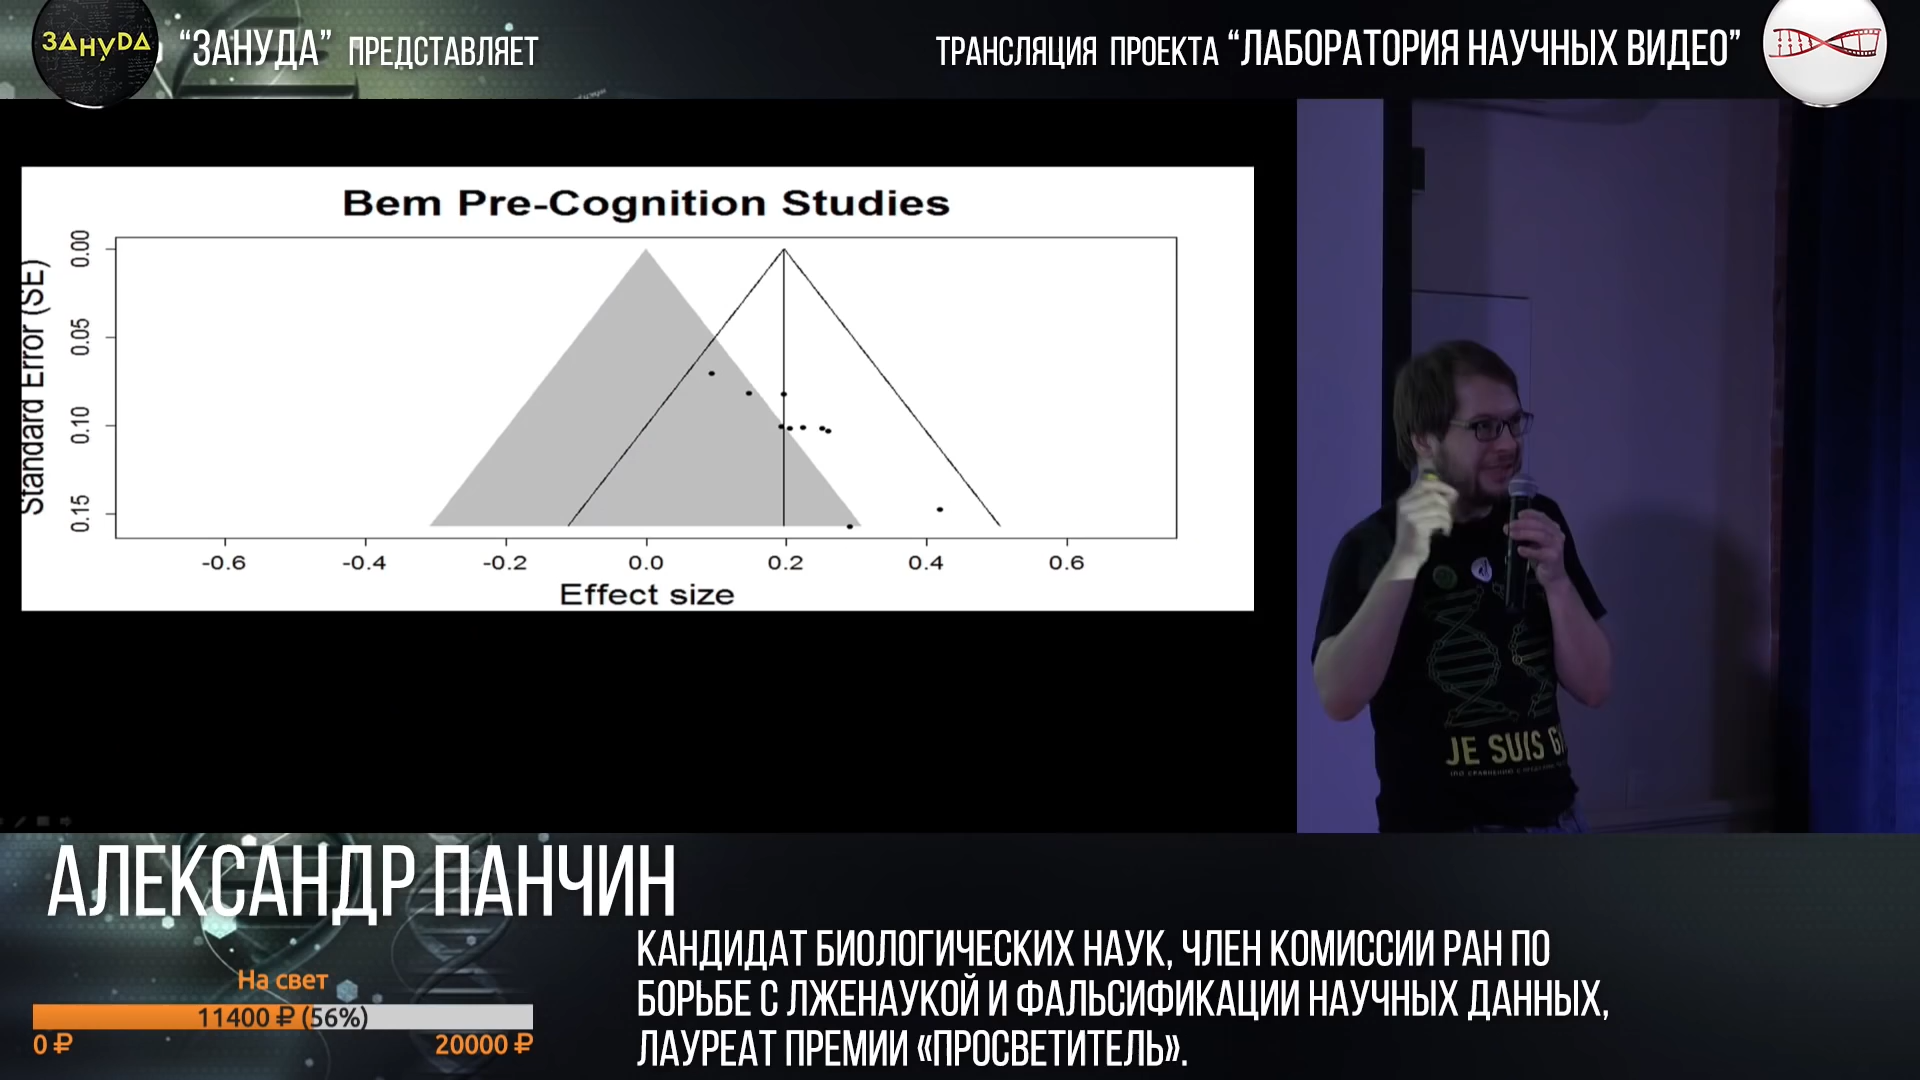 ЗАНУДА
“ЗАНУДА” ПРЕДСТАВЛЯЕТ
ТРАНСЛЯЦИЯ ПРОЕКТА “ЛАБОРАТОРИЯ НАУЧНЫХ ВИДЕО”
Bem Pre-Cognition Studies
Standard Error (SE)
0.00
0.05
0.10
0.15
-0.6 -0.4 -0.2 0.0 0.2 0.4 0.6
Effect size
JE SUIS
АЛЕКСАНДР ПАНЧИН
КАНДИДАТ БИОЛОГИЧЕСКИХ НАУК, ЧЛЕН КОМИССИИ РАН ПО
БОРЬБЕ С ЛЖЕНАУКОЙ И ФАЛЬСИФИКАЦИИ НАУЧНЫХ ДАННЫХ,
ЛАУРЕАТ ПРЕМИИ «ПРОСВЕТИТЕЛЬ».
На свет
11400 ₽ (56%)
0 ₽ 20000 ₽